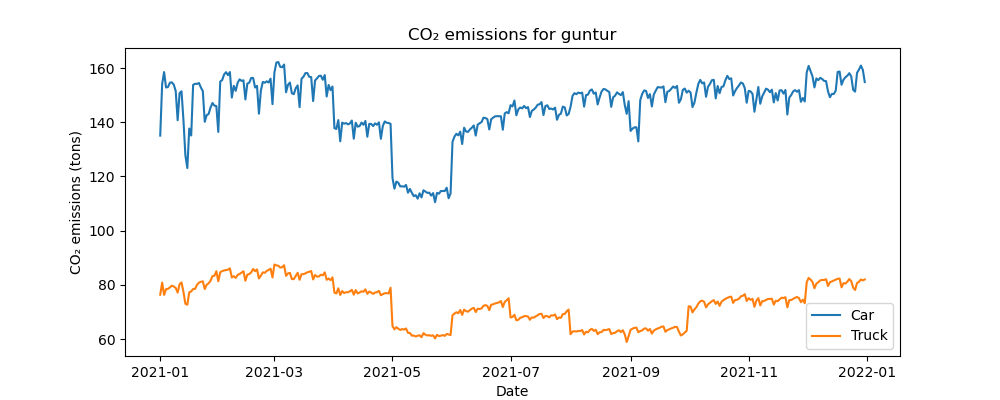 CO₂ emissions for guntur
CO₂ emissions (tons)
160
140
120
100
80
60
2021-01
2021-03
2021-05
2021-07
2021-09
2021-11
2022-01
Date
Car
Truck